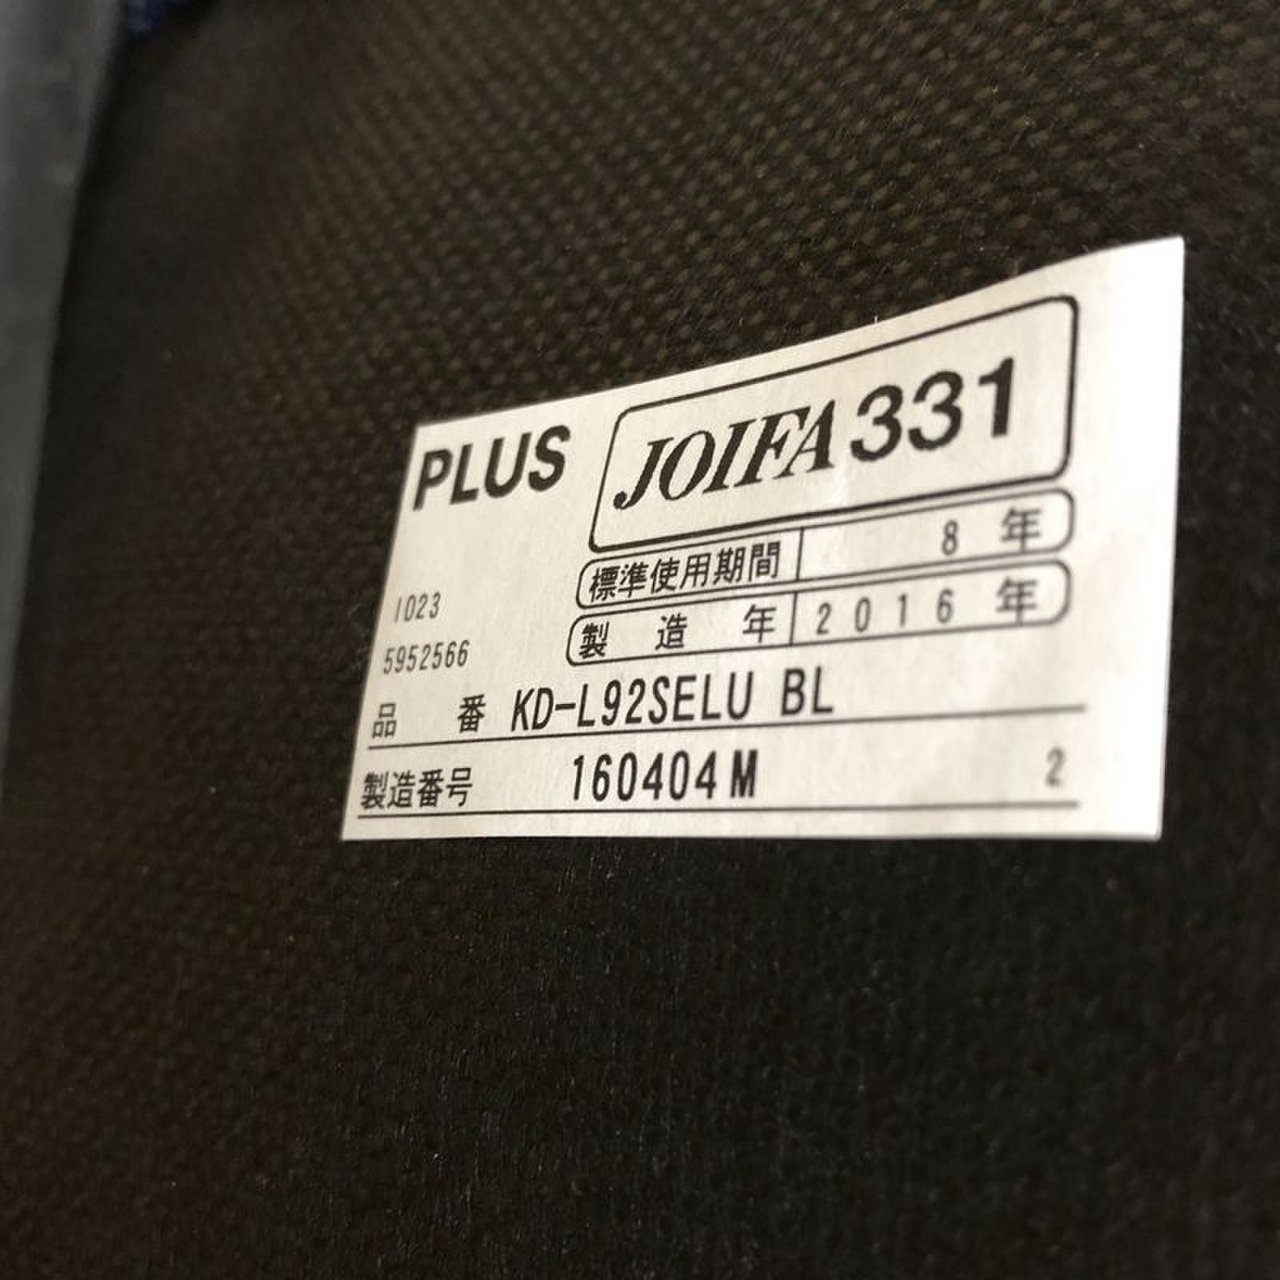 PLUS JOIFA 331
標準使用期間 8 年
1023
製造年 2016 年
5952566
品番 KD-L92SELU BL
製造番号 160404M 2